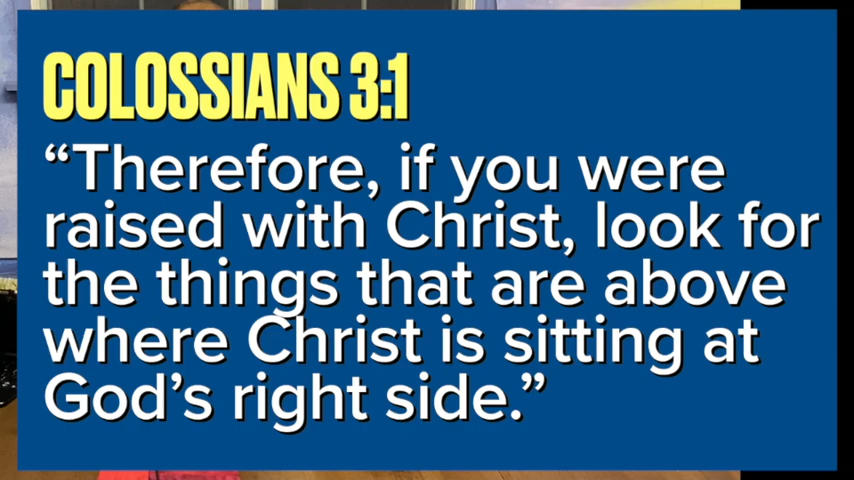 COLOSSIANS 3:1
“Therefore, if you were
raised with Christ, look for
the things that are above
where Christ is sitting at
God’s right side.”